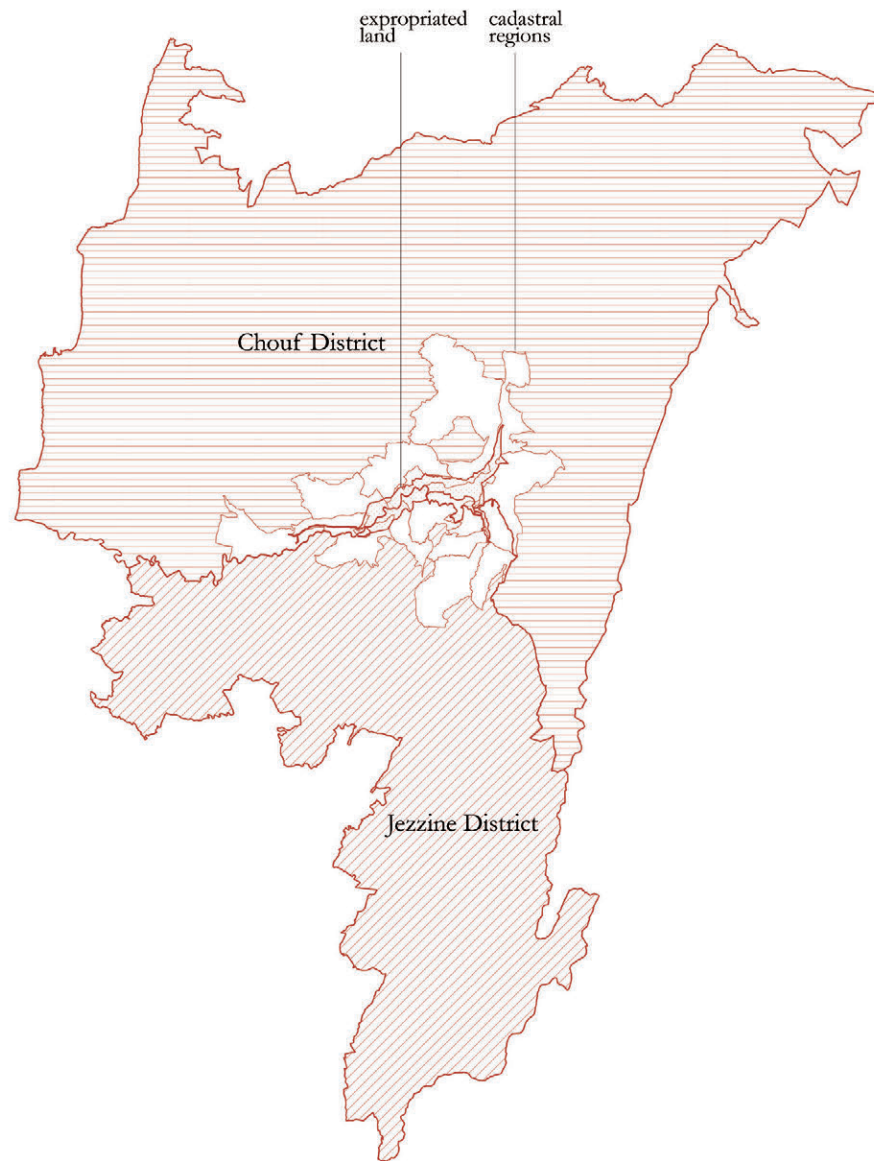 expropriated
land
cadastral
regions
Chouf District
Jezzine District